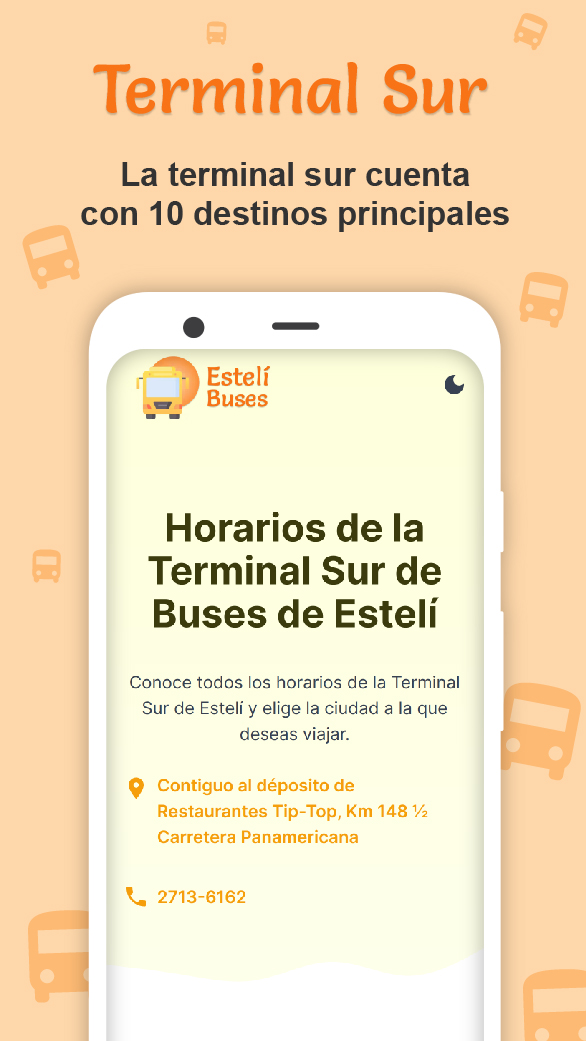 Terminal Sur
La terminal sur cuenta
con 10 destinos principales
Estelí
Buses
Horarios de la
Terminal Sur de
Buses de Estelí
Conoce todos los horarios de la Terminal
Sur de Estelí y elige la ciudad a la que
deseas viajar.
Contiguo al déposito de
Restaurantes Tip-Top, Km 148 ½
Carretera Panamericana
2713-6162